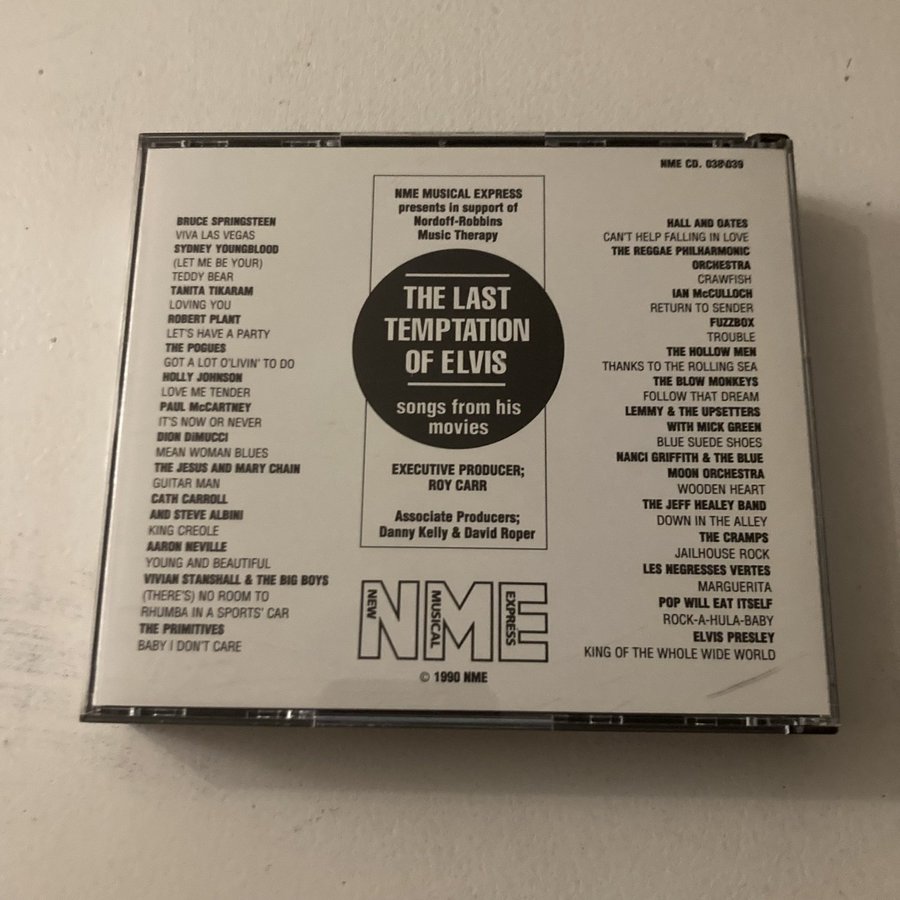 NME CD. 038\039
NME MUSICAL EXPRESS
presents in support of
Nordoff-Robbins
Music Therapy
THE LAST
TEMPTATION
OF ELVIS
songs from his
movies
EXECUTIVE PRODUCER;
ROY CARR
Associate Producers;
Danny Kelly & David Roper
BRUCE SPRINGSTEEN
VIVA LAS VEGAS
SYDNEY YOUNGBLOOD
(LET ME BE YOUR)
TEDDY BEAR
TANITA TIKARAM
LOVING YOU
ROBERT PLANT
LET'S HAVE A PARTY
THE POGUES
GOT A LOT O'LIVIN' TO DO
HOLLY JOHNSON
LOVE ME TENDER
PAUL McCARTNEY
IT'S NOW OR NEVER
DION DiMUCCI
MEAN WOMAN BLUES
THE JESUS AND MARY CHAIN
GUITAR MAN
CATH CARROLL
AND STEVE ALBINI
KING CREOLE
AARON NEVILLE
YOUNG AND BEAUTIFUL
VIVIAN STANSHALL & THE BIG BOYS
(THERE'S) NO ROOM TO
RHUMBA IN A SPORTS' CAR
THE PRIMITIVES
BABY I DON'T CARE
HALL AND OATES
CAN'T HELP FALLING IN LOVE
THE REGGAE PHILHARMONIC
ORCHESTRA
CRAWFISH
IAN McCULLOCH
RETURN TO SENDER
FUZZBOX
TROUBLE
THE HOLLOW MEN
THANKS TO THE ROLLING SEA
THE BLOW MONKEYS
FOLLOW THAT DREAM
LEMMY & THE UPSETTERS
WITH MICK GREEN
BLUE SUEDE SHOES
NANCI GRIFFITH & THE BLUE
MOON ORCHESTRA
WOODEN HEART
THE JEFF HEALEY BAND
DOWN IN THE ALLEY
THE CRAMPS
JAILHOUSE ROCK
LES NEGRESSES VERTES
MARGUERITA
POP WILL EAT ITSELF
ROCK-A-HULA-BABY
ELVIS PRESLEY
KING OF THE WHOLE WIDE WORLD
NME
NEW
MUSICAL
EXPRESS
© 1990 NME